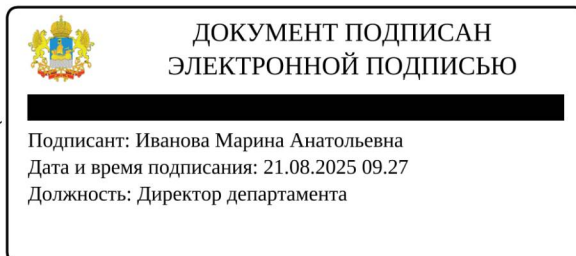 ДОКУМЕНТ ПОДПИСАН
ЭЛЕКТРОННОЙ ПОДПИСЬЮ
Подписант: Иванова Марина Анатольевна
Дата и время подписания: 21.08.2025 09.27
Должность: Директор департамента